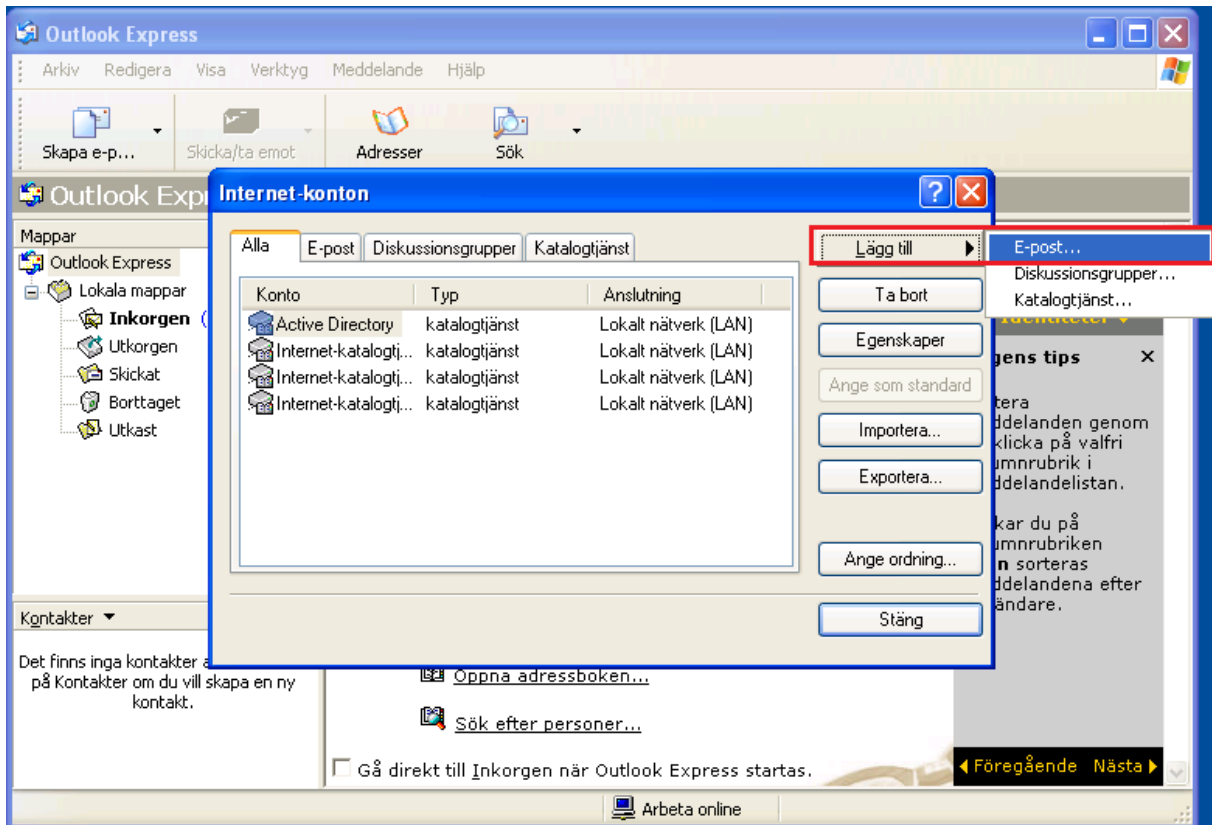 Outlook Express
Arkiv Redigera Visa Verktyg Meddelande Hjälp
Skapa e-p... Skicka/ta emot Adresser Sök
Outlook Exp
Mappar
Outlook Express
Lokala mappar
Inkorgen (
Utkorgen
Skickat
Borttaget
Utkast
Internet-konton
Alla E-post Diskussionsgrupper Katalogtjänst
Konto Typ Anslutning
Active Directory katalogtjänst Lokalt nätverk (LAN)
Internet-katalogtj... katalogtjänst Lokalt nätverk (LAN)
Internet-katalogtj... katalogtjänst Lokalt nätverk (LAN)
Internet-katalogtj... katalogtjänst Lokalt nätverk (LAN)
Lägg till
Ta bort
Egenskaper
Ange som standard
Importera...
Exportera...
Ange ordning...
Stäng
E-post...
Diskussionsgrupper...
Katalogtjänst...
Identiteter
gens tips
tera
ddelanden genom
klicka på valfri
umnrubrik i
ddelandelistan.
kar du på
umnrubriken
n sorteras
ddelandena efter
ändare.
Kontakter
Det finns inga kontakter a
på Kontakter om du vill skapa en ny
kontakt.
Öppna adressboken...
Sök efter personer...
Gå direkt till Inkorgen när Outlook Express startas.
Föregående Nästa
Arbeta online